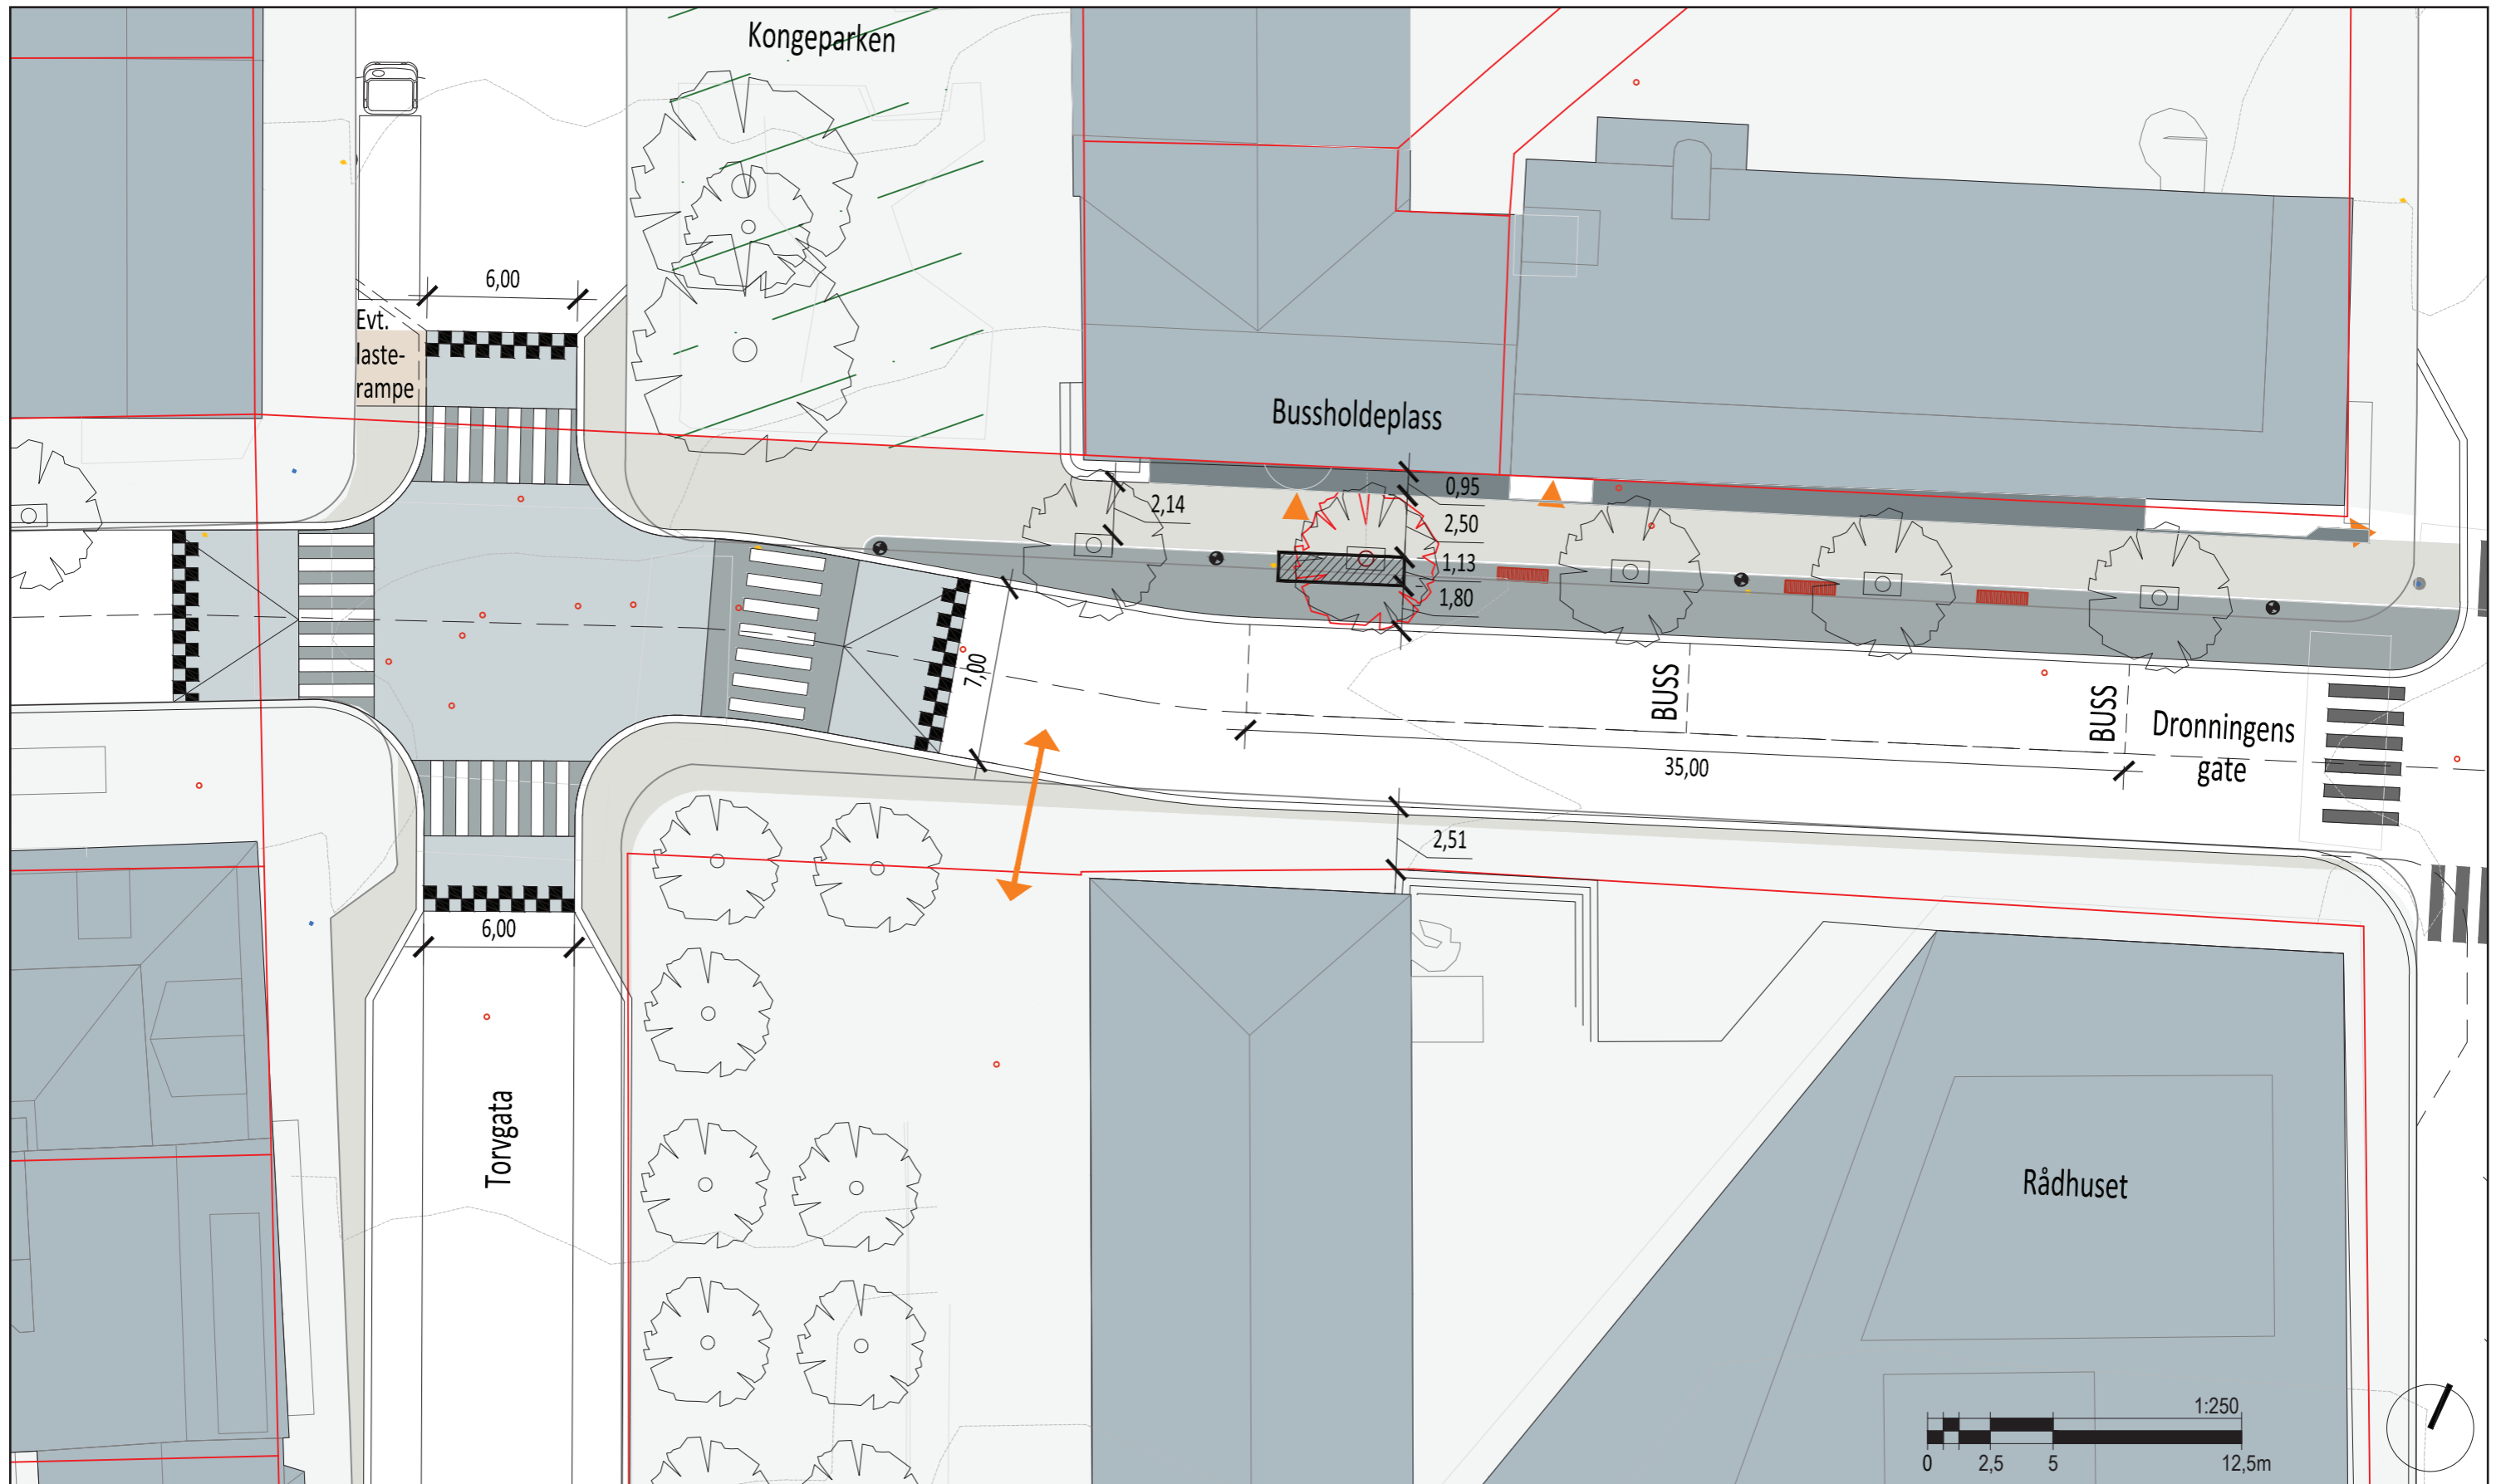 Kongeparken
6,00
Evt.
laste-
rampe
Bussholdeplass
0,95
2,14
2,50
1,13
1,80
7,00
BUSS
BUSS
Dronningens
gate
35,00
2,51
6,00
Torvgata
Rådhuset
1:250
0 2,5 5 12,5m